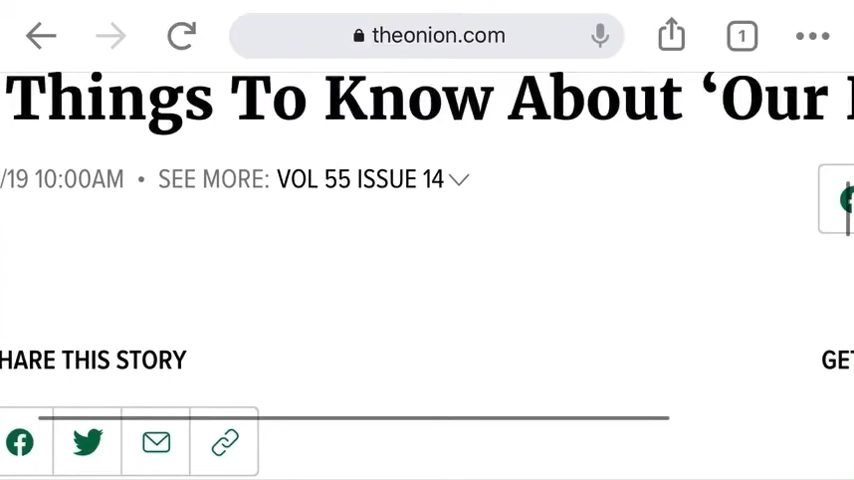 theonion.com
1
Things To Know About ‘Our
/19 10:00AM • SEE MORE: VOL 55 ISSUE 14
HARE THIS STORY
GET